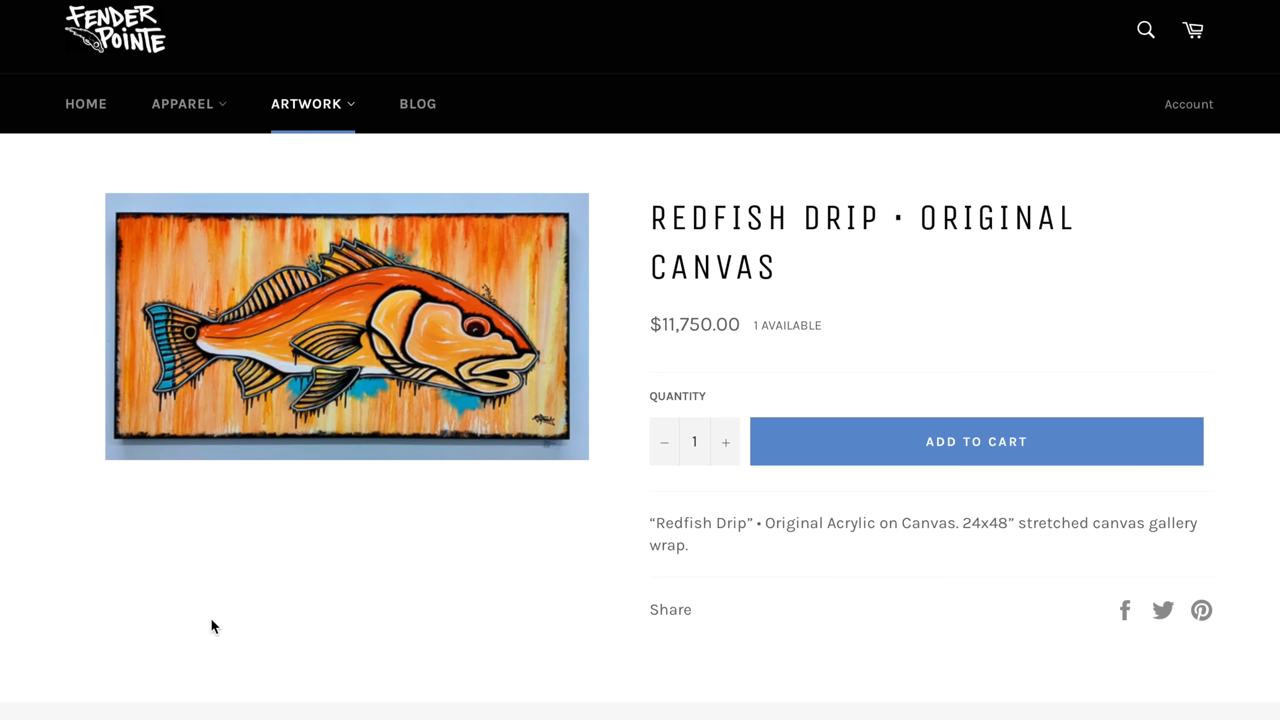 FENDER
POINTE
HOME APPAREL ARTWORK BLOG Account
REDFISH DRIP • ORIGINAL
CANVAS
$11,750.00 1 AVAILABLE
QUANTITY
− 1 + ADD TO CART
“Redfish Drip” • Original Acrylic on Canvas. 24x48” stretched canvas gallery
wrap.
Share